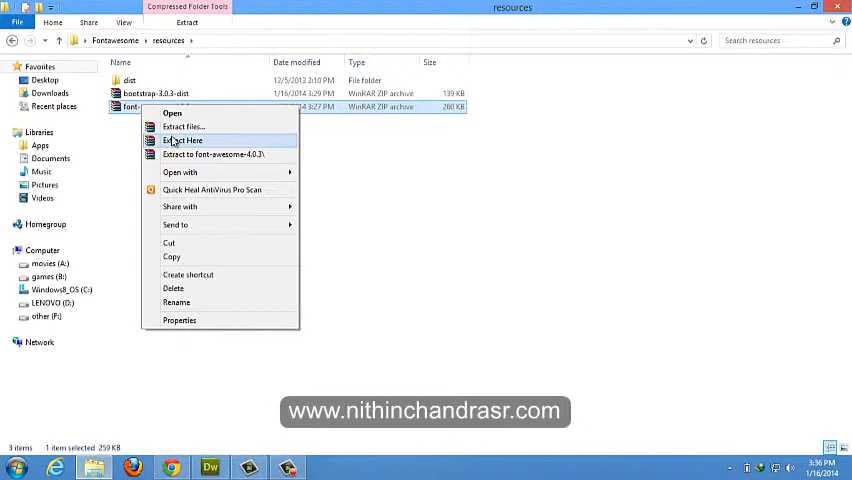 Compressed Folder Tools
resources
File
Home
Share
View
Extract
Fontawesome
resources
Search resources
Favorites
Desktop
Downloads
Recent places
Libraries
Apps
Documents
Music
Pictures
Videos
Homegroup
Computer
movies (A:)
games (B:)
Windows8_OS (C:)
LENOVO (D:)
other (F:)
Network
Name
Date modified
Type
Size
dist
12/5/2013 2:10 PM
File folder
bootstrap-3.0.3-dist
1/16/2014 3:29 PM
WinRAR ZIP archive
139 KB
font-
4 3:27 PM
WinRAR ZIP archive
260 KB
Open
Extract files...
Extract Here
Extract to font-awesome-4.0.3\
Open with
Quick Heal AntiVirus Pro Scan
Share with
Send to
Cut
Copy
Create shortcut
Delete
Rename
Properties
www.nithinchandrasr.com
3 items
1 item selected 259 KB
Dw
3:36 PM
1/16/2014